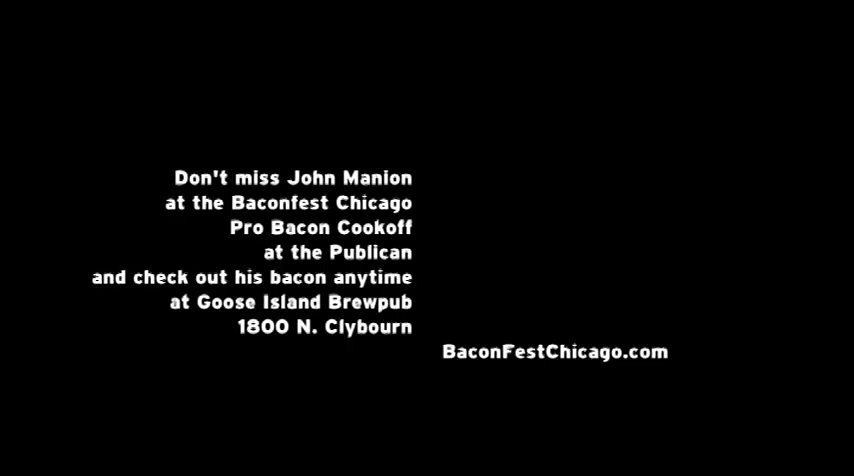 Don't miss John Manion
at the Baconfest Chicago
Pro Bacon Cookoff
at the Publican
and check out his bacon anytime
at Goose Island Brewpub
1800 N. Clybourn
BaconFestChicago.com